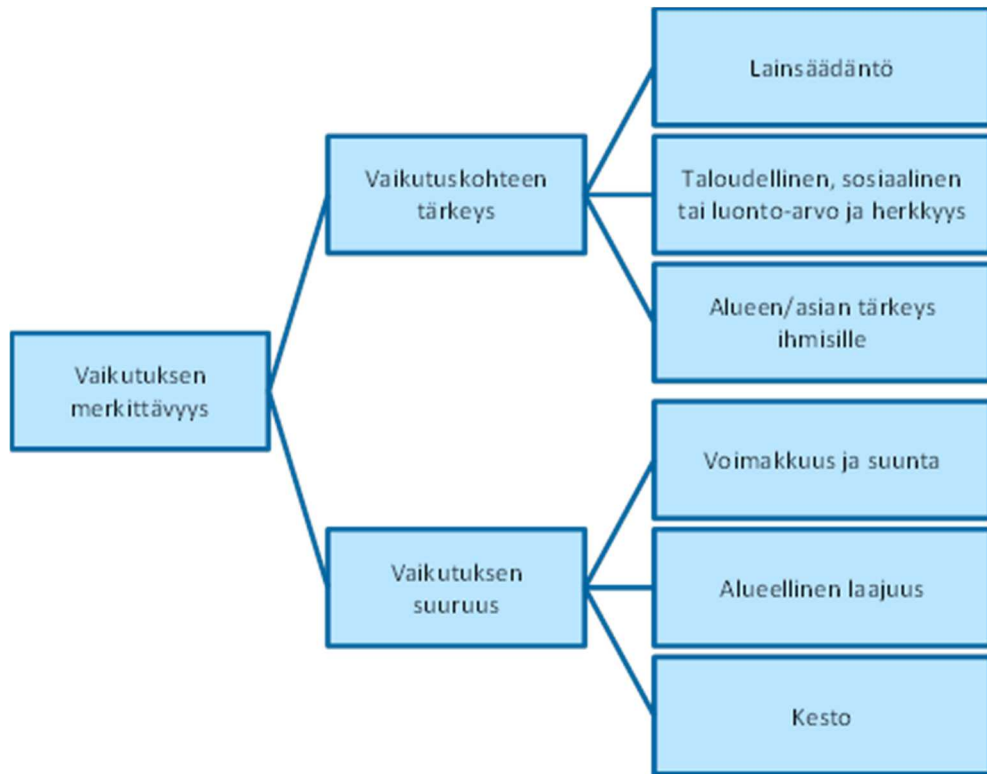 Vaikutuksen
merkittävyys
Vaikutuskohteen
tärkeys
Lainsäädäntö
Taloudellinen, sosiaalinen
tai luonto-arvo ja herkkyys
Alueen/asian tärkeys
ihmisille
Vaikutuksen
suuruus
Voimakkuus ja suunta
Alueellinen laajuus
Kesto